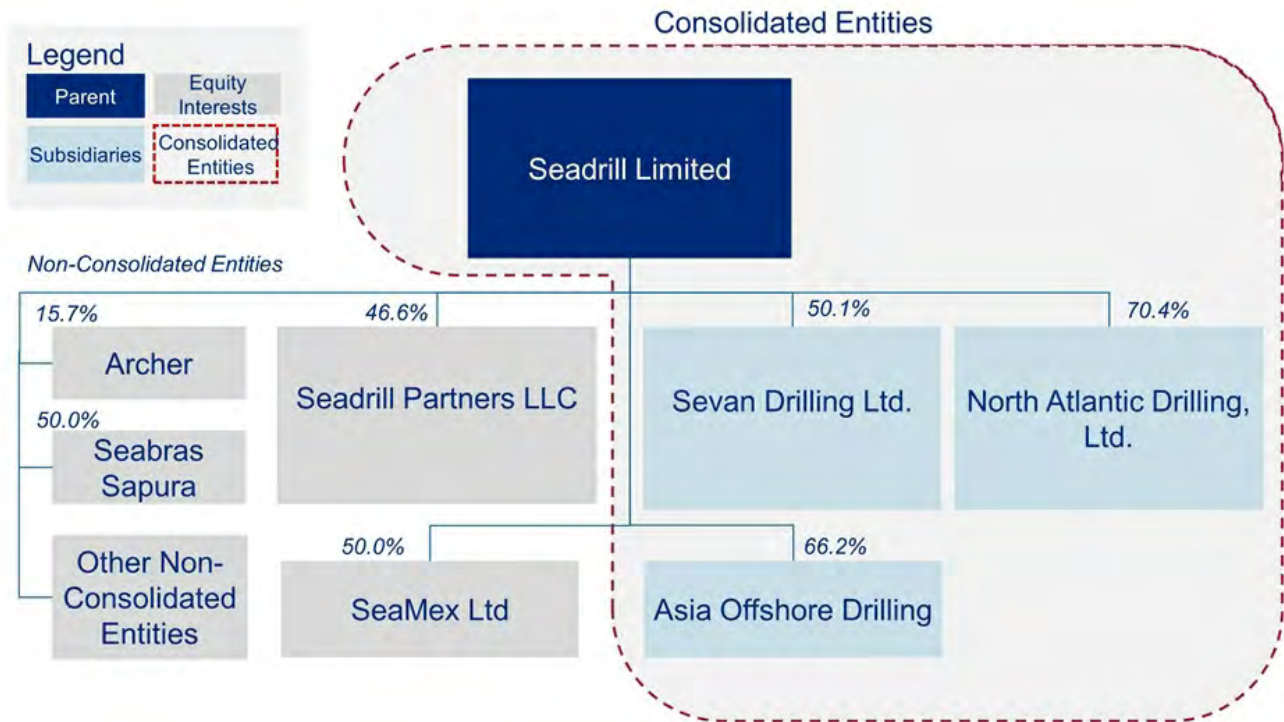 Consolidated Entities
Legend
Parent
Equity
Interests
Subsidiaries
Consolidated
Entities
Seadrill Limited
Non-Consolidated Entities
15.7%
46.6%
50.1%
70.4%
Archer
Seadrill Partners LLC
Sevan Drilling Ltd.
North Atlantic Drilling,
Ltd.
50.0%
Seabras
Sapura
50.0%
66.2%
Other Non-
Consolidated
Entities
SeaMex Ltd
Asia Offshore Drilling